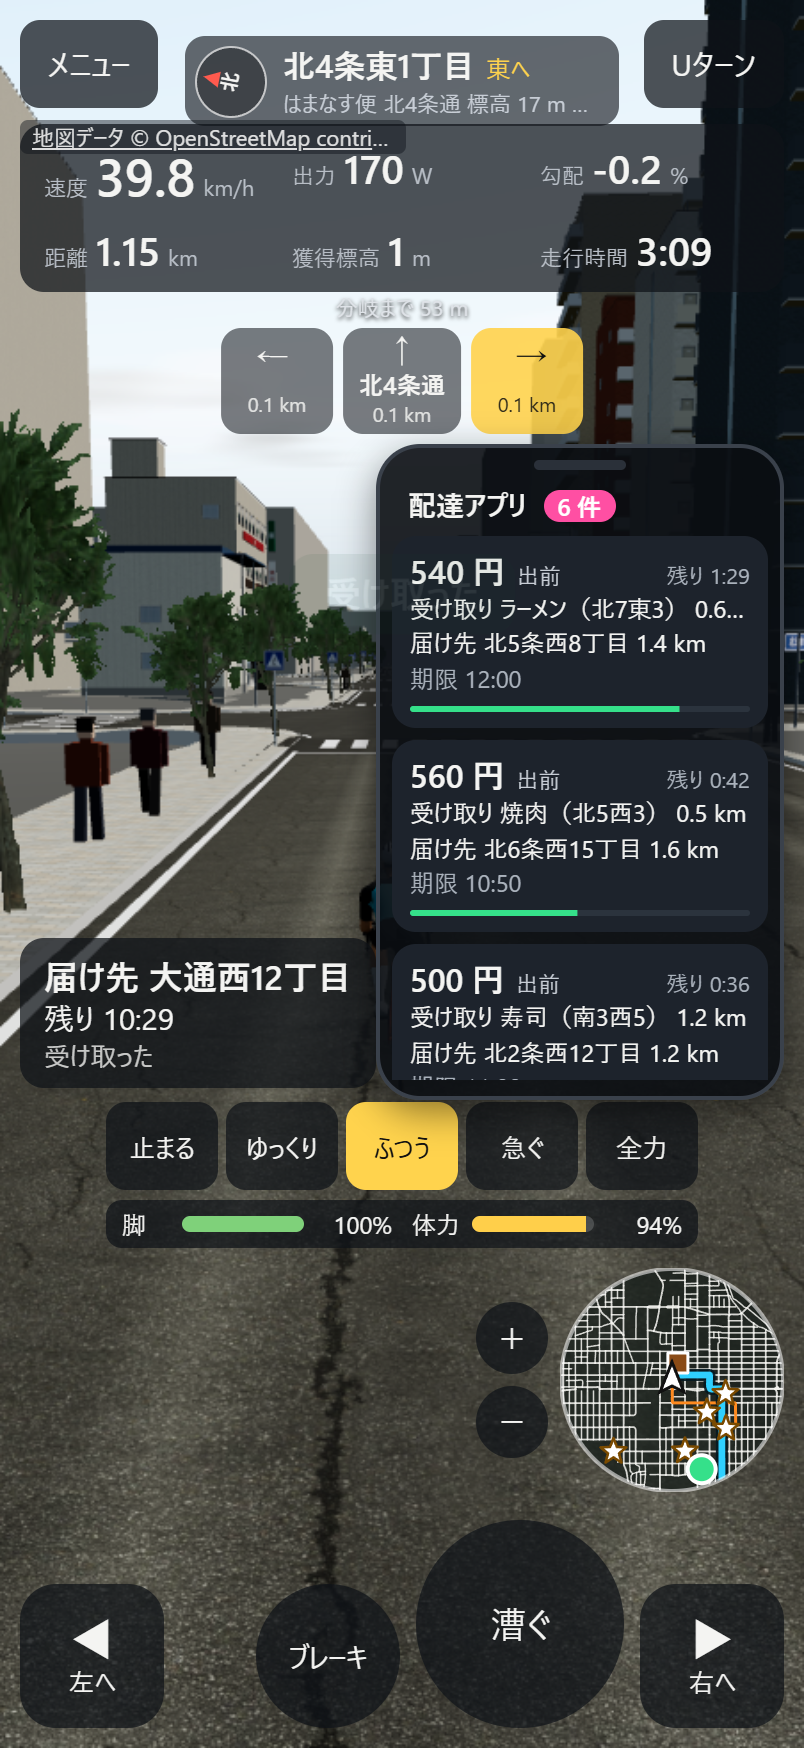 メニュー
北
北4条東1丁目 東へ
はまなす便 北4条通 標高 17 m ...
Uターン
地図データ © OpenStreetMap contri...
速度 39.8 km/h
出力 170 W
勾配 -0.2 %
距離 1.15 km
獲得標高 1 m
走行時間 3:09
分岐まで 53 m
←
0.1 km
↑
北4条通
0.1 km
→
0.1 km
配達アプリ 6 件
受け取った
540 円 出前 残り 1:29
受け取り ラーメン（北7東3） 0.6...
届け先 北5条西8丁目 1.4 km
期限 12:00
560 円 出前 残り 0:42
受け取り 焼肉（北5西3） 0.5 km
届け先 北6条西15丁目 1.6 km
期限 10:50
500 円 出前 残り 0:36
受け取り 寿司（南3西5） 1.2 km
届け先 北2条西12丁目 1.2 km
届け先 大通西12丁目
残り 10:29
受け取った
止まる
ゆっくり
ふつう
急ぐ
全力
脚 100% 体力 94%
+
−
◀
左へ
ブレーキ
漕ぐ
▶
右へ